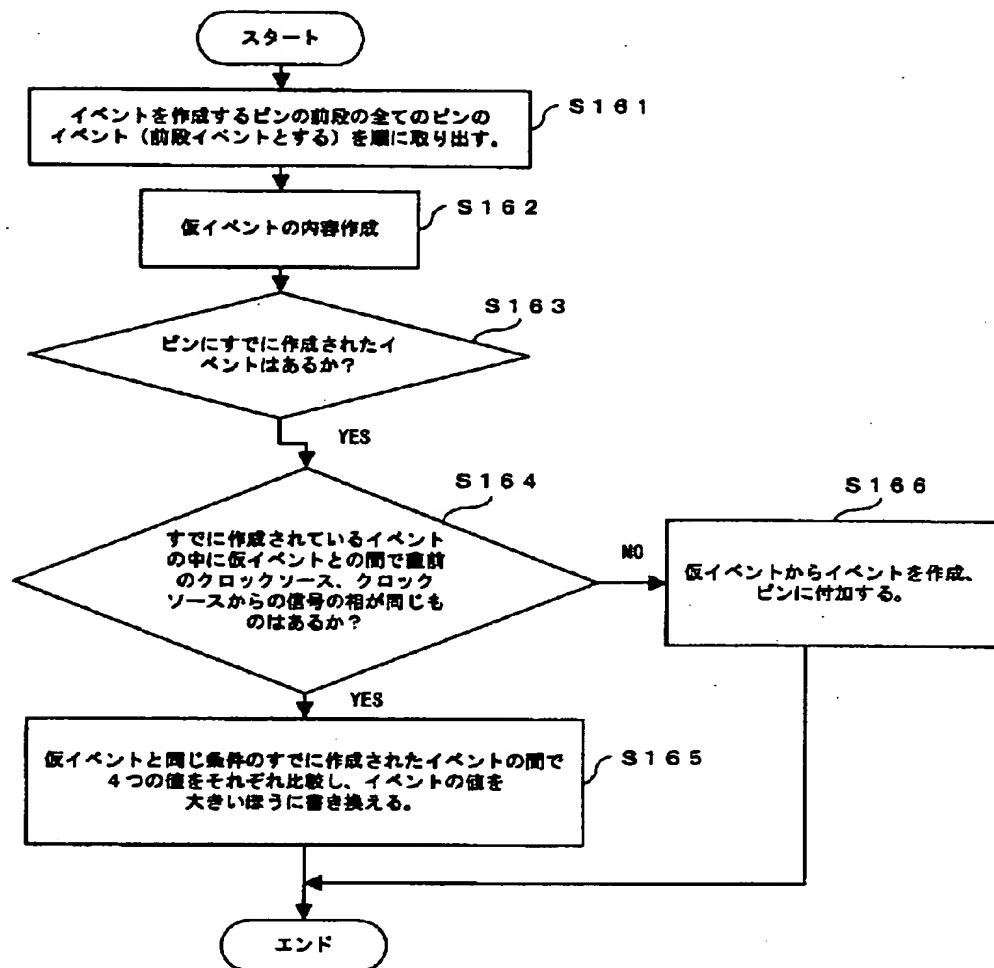 スタート
イベントを作成するピンの前段の全てのピンの
イベント（前段イベントとする）を順に取り出す。
S161
仮イベントの内容作成
S162
ピンにすでに作成されたイ
ベントはあるか？
S163
YES
すでに作成されているイベント
の中に仮イベントとの間で直前
のクロックソース、クロック
ソースからの信号の相が同じも
のはあるか？
S164
NO
仮イベントからイベントを作成、
ピンに付加する。
S166
YES
仮イベントと同じ条件のすでに作成されたイベントの間で
４つの値をそれぞれ比較し、イベントの値を
大きいほうに書き換える。
S165
エンド